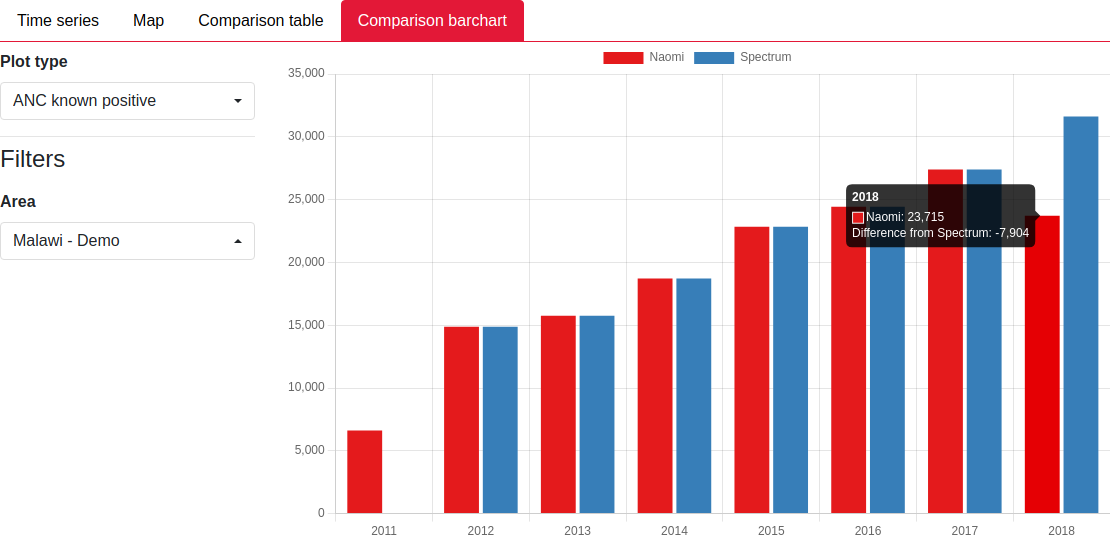 Time series Map Comparison table Comparison barchart
Plot type
ANC known positive
Filters
Area
Malawi - Demo
Naomi Spectrum
35,000
30,000
25,000
20,000
15,000
10,000
5,000
0
2018
Naomi: 23,715
Difference from Spectrum: -7,904
2011 2012 2013 2014 2015 2016 2017 2018